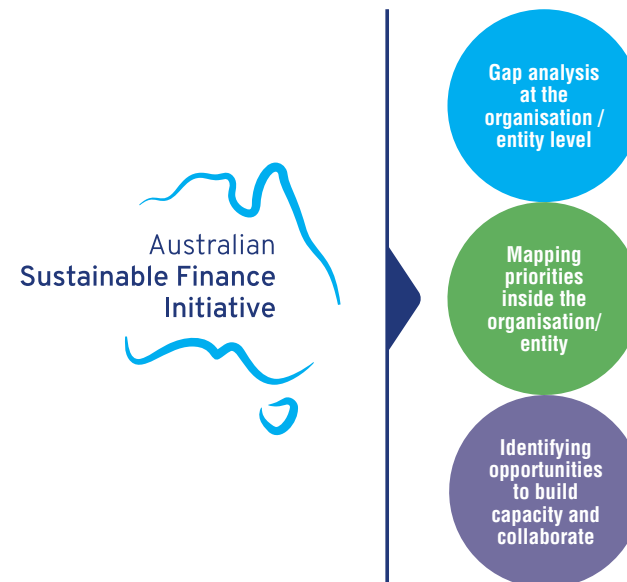 Australian
Sustainable Finance
Initiative
Gap analysis
at the
organisation /
entity level
Mapping
priorities
inside the
organisation/
entity
Identifying
opportunities
to build
capacity and
collaborate